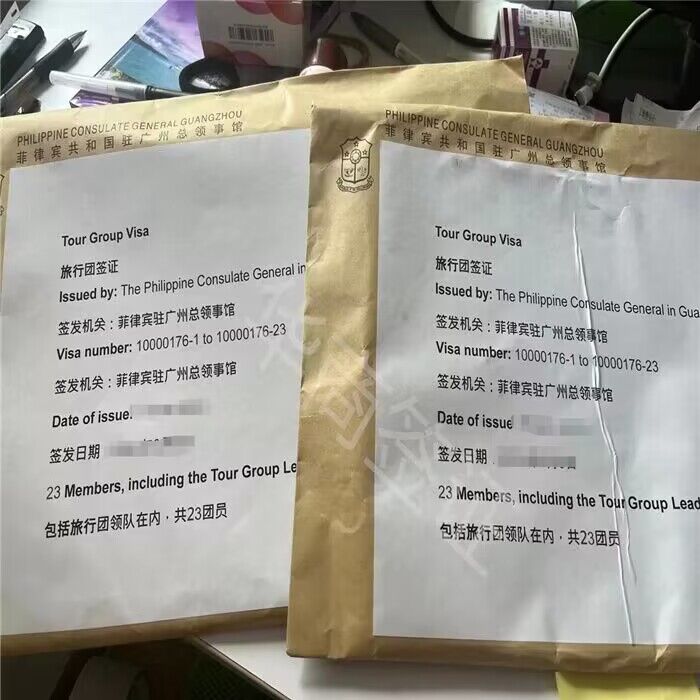 PHILIPPINE CONSULATE GENERAL GUANGZHOU
菲律宾共和国驻广州总领事馆
Tour Group Visa
旅行团签证
Issued by: The Philippine Consulate General in
签发机关：菲律宾驻广州总领事馆
Visa number: 10000176-1 to 10000176-23
签发机关：菲律宾驻广州总领事馆
Date of issue:
签发日期
23 Members, including the Tour Group Lea
包括旅行团领队在内，共23团员
PHILIPPINE CONSULATE GENERAL GUANGZHOU
菲律宾共和国驻广州总领事馆
Tour Group Visa
旅行团签证
Issued by: The Philippine Consulate General in Gua
签发机关：菲律宾驻广州总领事馆
Visa number: 10000176-1 to 10000176-23
签发机关：菲律宾驻广州总领事馆
Date of issue
签发日期
23 Members, including the Tour Group Lead
包括旅行团领队在内，共23团员